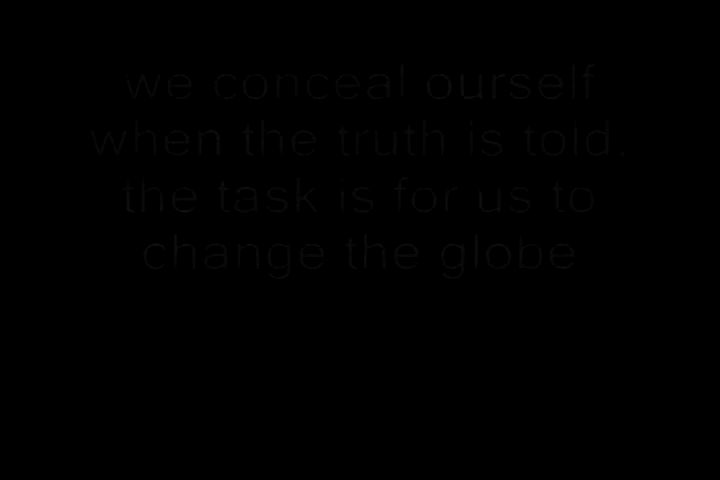 we conceal ourself
when the truth is told,
the task is for us to
change the globe